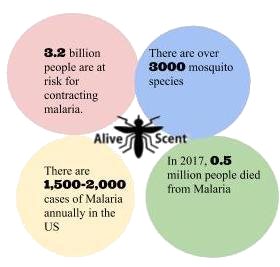 3.2 billion
people are at
risk for
contracting
malaria.
There are over
3000 mosquito
species
Alive Scent
There are
1,500-2,000
cases of Malaria
annually in the
US
In 2017, 0.5
million people died
from Malaria